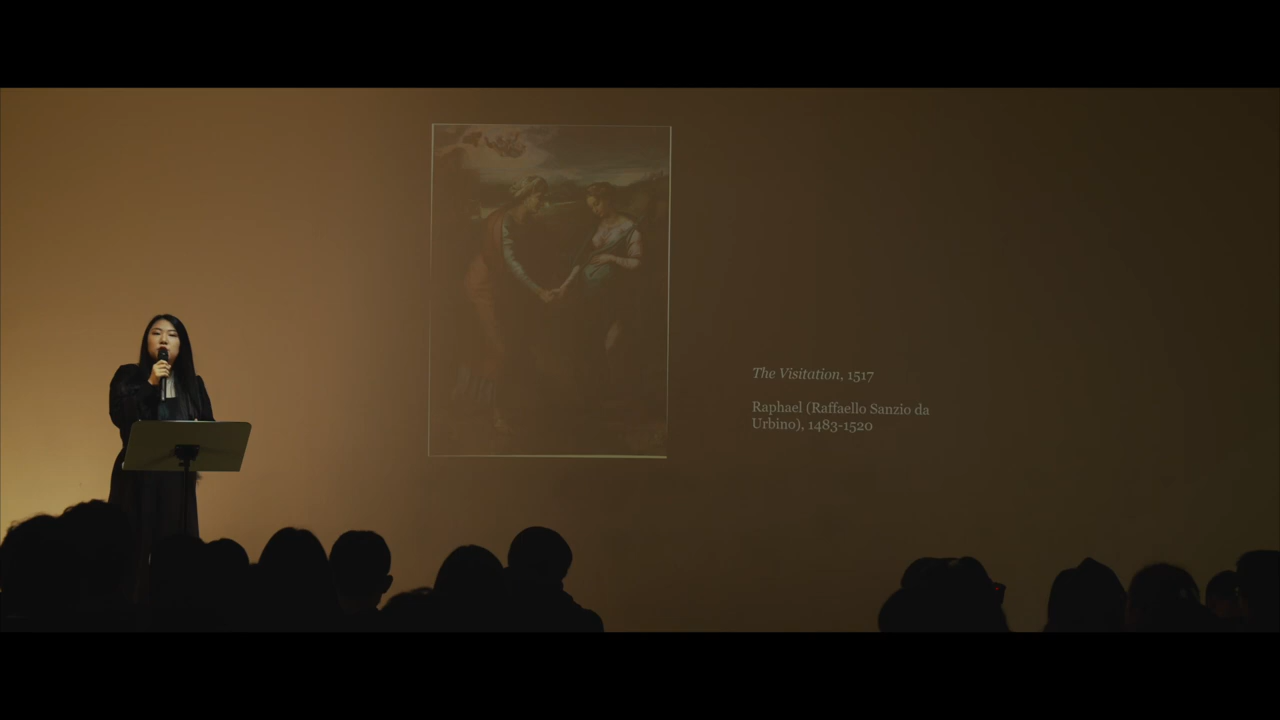 The Visitation, 1517
Raphael (Raffaello Sanzio da
Urbino), 1483-1520